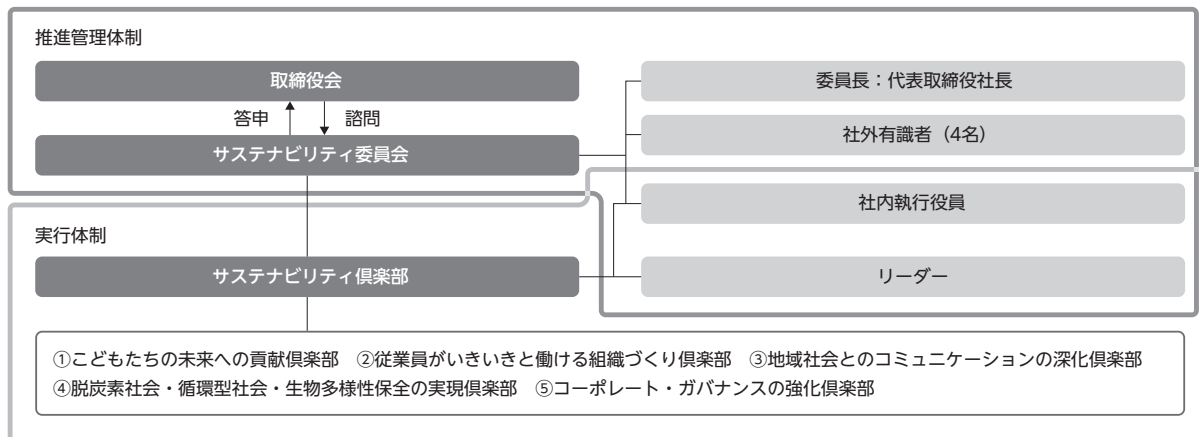 推進管理体制
取締役会
答申
諮問
サステナビリティ委員会
委員長：代表取締役社長
社外有識者（4名）
社内執行役員
実行体制
サステナビリティ倶楽部
リーダー
①こどもたちの未来への貢献倶楽部　②従業員がいきいきと働ける組織づくり倶楽部　③地域社会とのコミュニケーションの深化倶楽部
④脱炭素社会・循環型社会・生物多様性保全の実現倶楽部　⑤コーポレート・ガバナンスの強化倶楽部